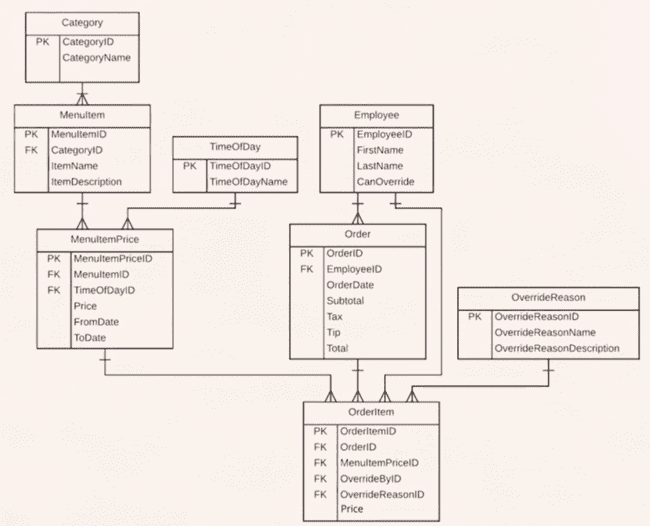 Category
PK CategoryID
CategoryName
MenuItem
PK MenuItemID
FK CategoryID
ItemName
ItemDescription
Employee
PK EmployeeID
FirstName
LastName
CanOverride
TimeOfDay
PK TimeOfDayID
TimeOfDayName
MenuItemPrice
PK MenuItemPriceID
FK MenuItemID
FK TimeOfDayID
Price
FromDate
ToDate
Order
PK OrderID
FK EmployeeID
OrderDate
Subtotal
Tax
Tip
Total
OverrideReason
PK OverrideReasonID
OverrideReasonName
OverrideReasonDescription
OrderItem
PK OrderItemID
FK OrderID
FK MenuItemPriceID
FK OverrideByID
FK OverrideReasonID
Price